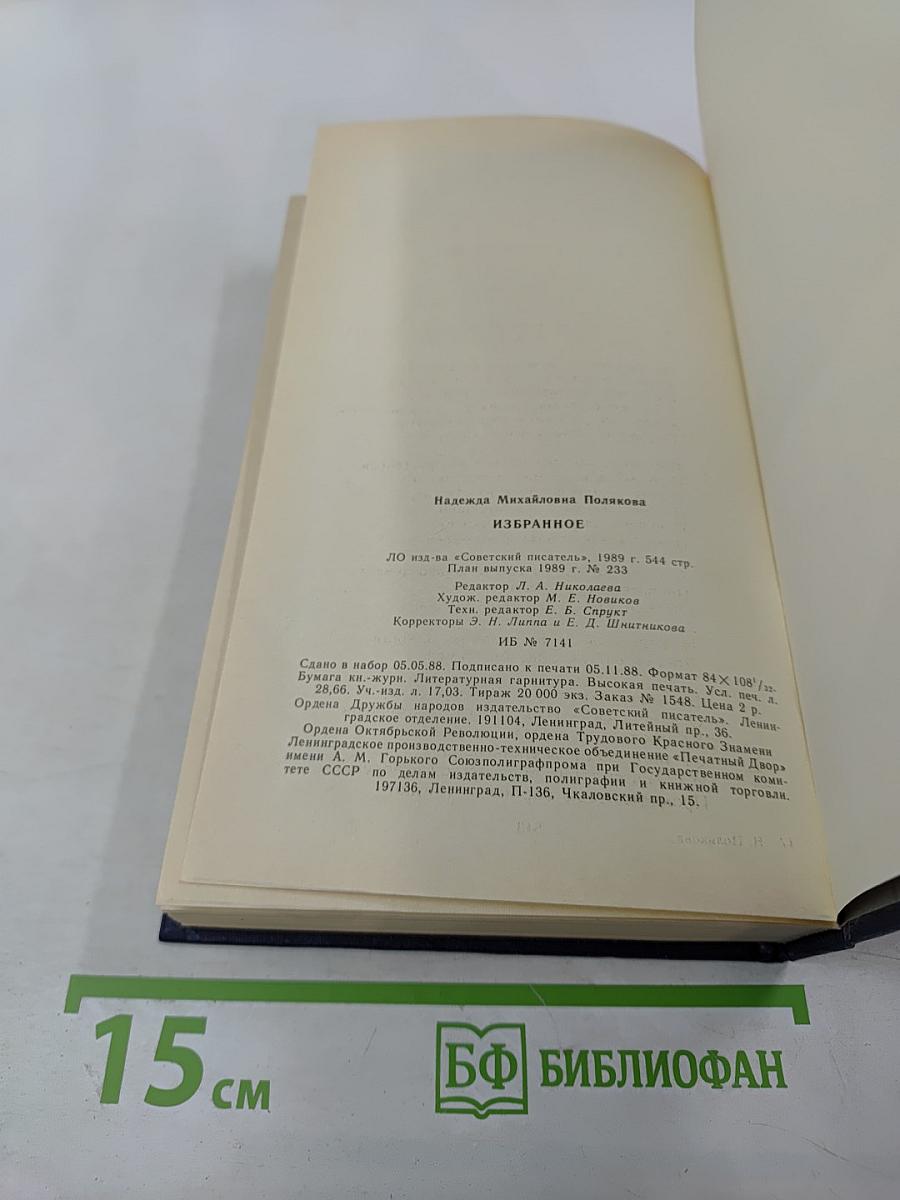 Надежда Михайловна Полякова
ИЗБРАННОЕ
ЛО изд-ва «Советский писатель», 1989 г. 544 стр.
План выпуска 1989 г. № 233
Редактор Л. А. Николаева
Худож. редактор М. Е. Новиков
Техн. редактор Е. Б. Спрукт
Корректоры Э. Н. Липпа и Е. Д. Шнитникова
ИБ № 7141
Сдано в набор 05.05.88. Подписано к печати 05.11.88. Формат 84×108¹/₃₂.
Бумага кн.-журн. Литературная гарнитура. Высокая печать. Усл. печ. л.
28,66. Уч.-изд. л. 17,03. Тираж 20 000 экз. Заказ № 1548. Цена 2 р.
Ордена Дружбы народов издательство «Советский писатель». Ленин-
градское отделение. 191104, Ленинград, Литейный пр., 36.
Ордена Октябрьской Революции, ордена Трудового Красного Знамени
Ленинградское производственно-техническое объединение «Печатный Двор»
имени А. М. Горького Союзполиграфпрома при Государственном коми-
тете СССР по делам издательств, полиграфии и книжной торговли.
197136, Ленинград, П-136, Чкаловский пр., 15.
15 см
БФ БИБЛИОФАН